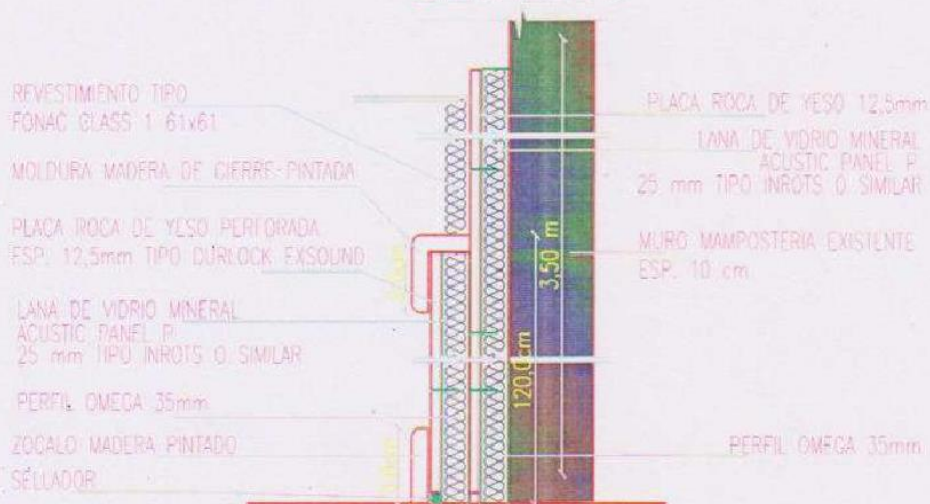 REVESTIMIENTO TIPO
FONAC CLASS 1 61x61
MOLDURA MADERA DE CIERRE PINTADA
PLACA ROCA DE YESO PERFORADA
ESP. 12,5mm TIPO DURLOCK EXSOUND
LANA DE VIDRIO MINERAL
ACUSTIC PANEL P.
25 mm TIPO INROTS O SIMILAR
PERFIL OMEGA 35mm
ZOCALO MADERA PINTADO
SELLADOR
120,0cm
3,50 m
PLACA ROCA DE YESO 12,5mm
LANA DE VIDRIO MINERAL
ACUSTIC PANEL P.
25 mm TIPO INROTS O SIMILAR
MURO MAMPOSTERIA EXISTENTE
ESP. 10 cm
PERFIL OMEGA 35mm